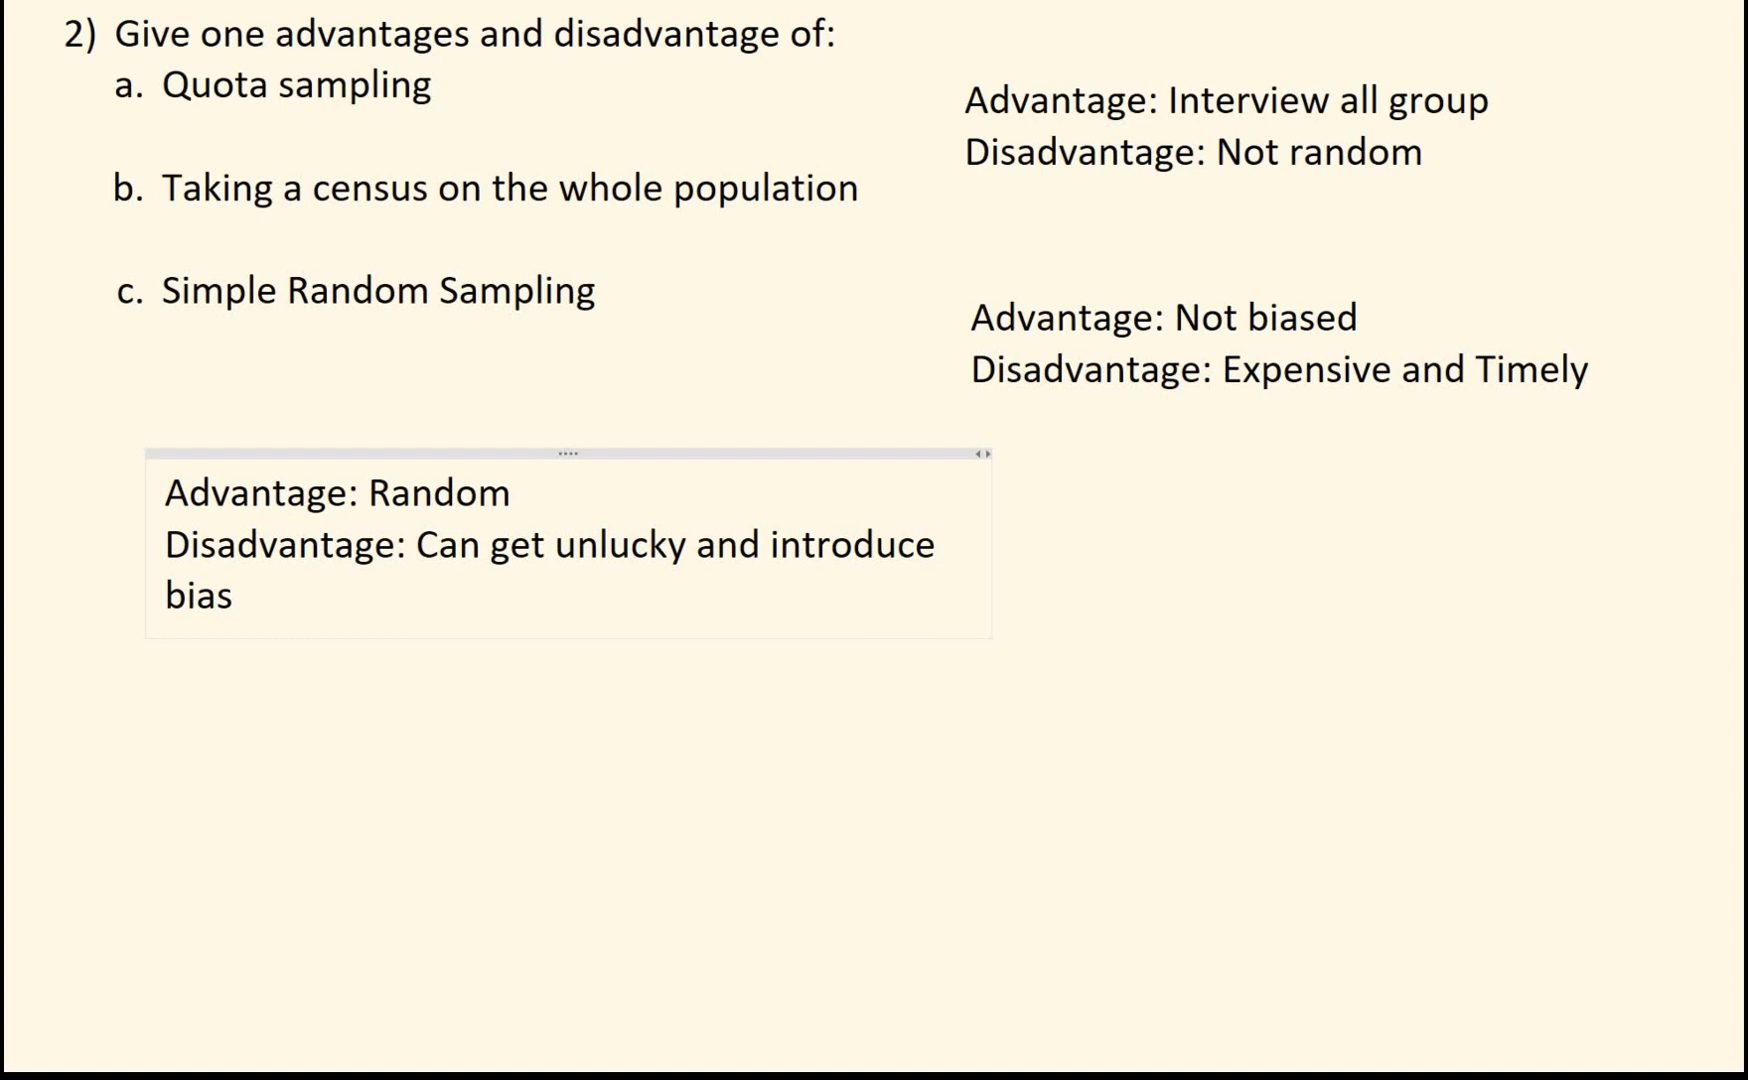 2) Give one advantages and disadvantage of:
a. Quota sampling
Advantage: Interview all group
Disadvantage: Not random
b. Taking a census on the whole population
c. Simple Random Sampling
Advantage: Not biased
Disadvantage: Expensive and Timely
Advantage: Random
Disadvantage: Can get unlucky and introduce
bias